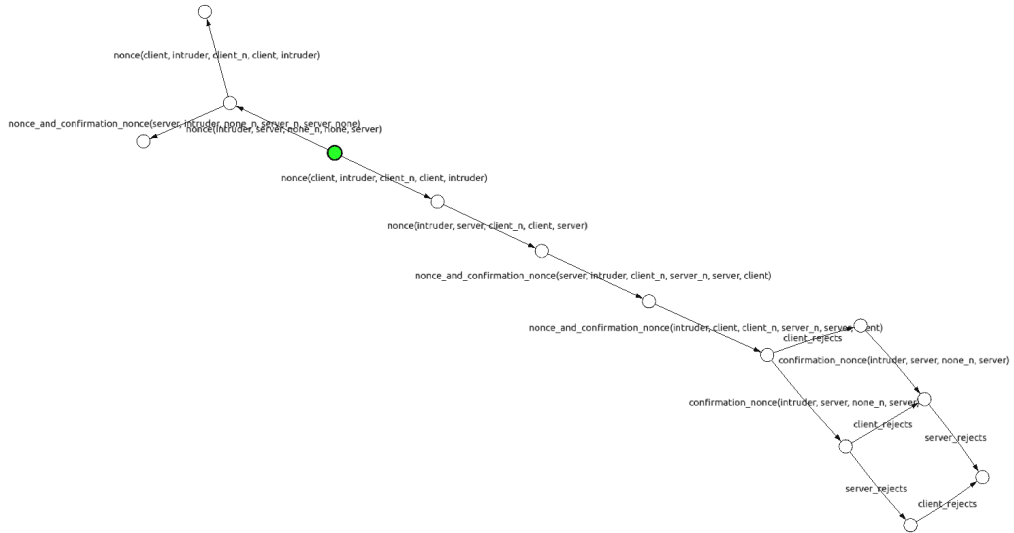 nonce(client, intruder, client_n, client, intruder)
nonce_and_confirmation_nonce(server, intruder, none_n, server_n, server, none)
nonce(intruder, server, none_n, none, server)
nonce(client, intruder, client_n, client, intruder)
nonce(intruder, server, client_n, client, server)
nonce_and_confirmation_nonce(server, intruder, client_n, server_n, server, client)
nonce_and_confirmation_nonce(intruder, client, client_n, server_n, server, client)
client_rejects
confirmation_nonce(intruder, server, none_n, server)
confirmation_nonce(intruder, server, none_n, server)
client_rejects
server_rejects
server_rejects
client_rejects